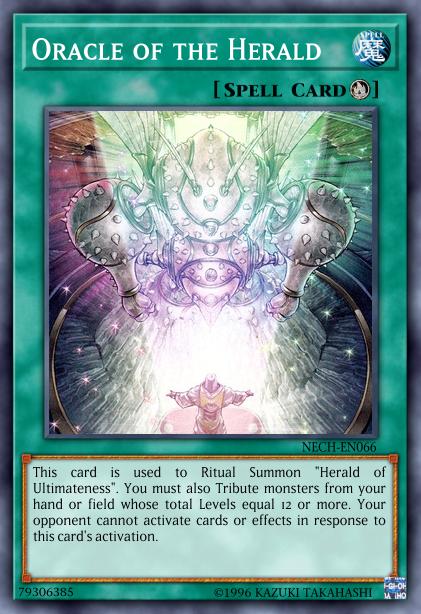 Oracle of the Herald
SPELL
魔
[Spell Card]
NECH-EN066
This card is used to Ritual Summon "Herald of
Ultimateness". You must also Tribute monsters from your
hand or field whose total Levels equal 12 or more. Your
opponent cannot activate cards or effects in response to
this card's activation.
79306385
©1996 KAZUKI TAKAHASHI